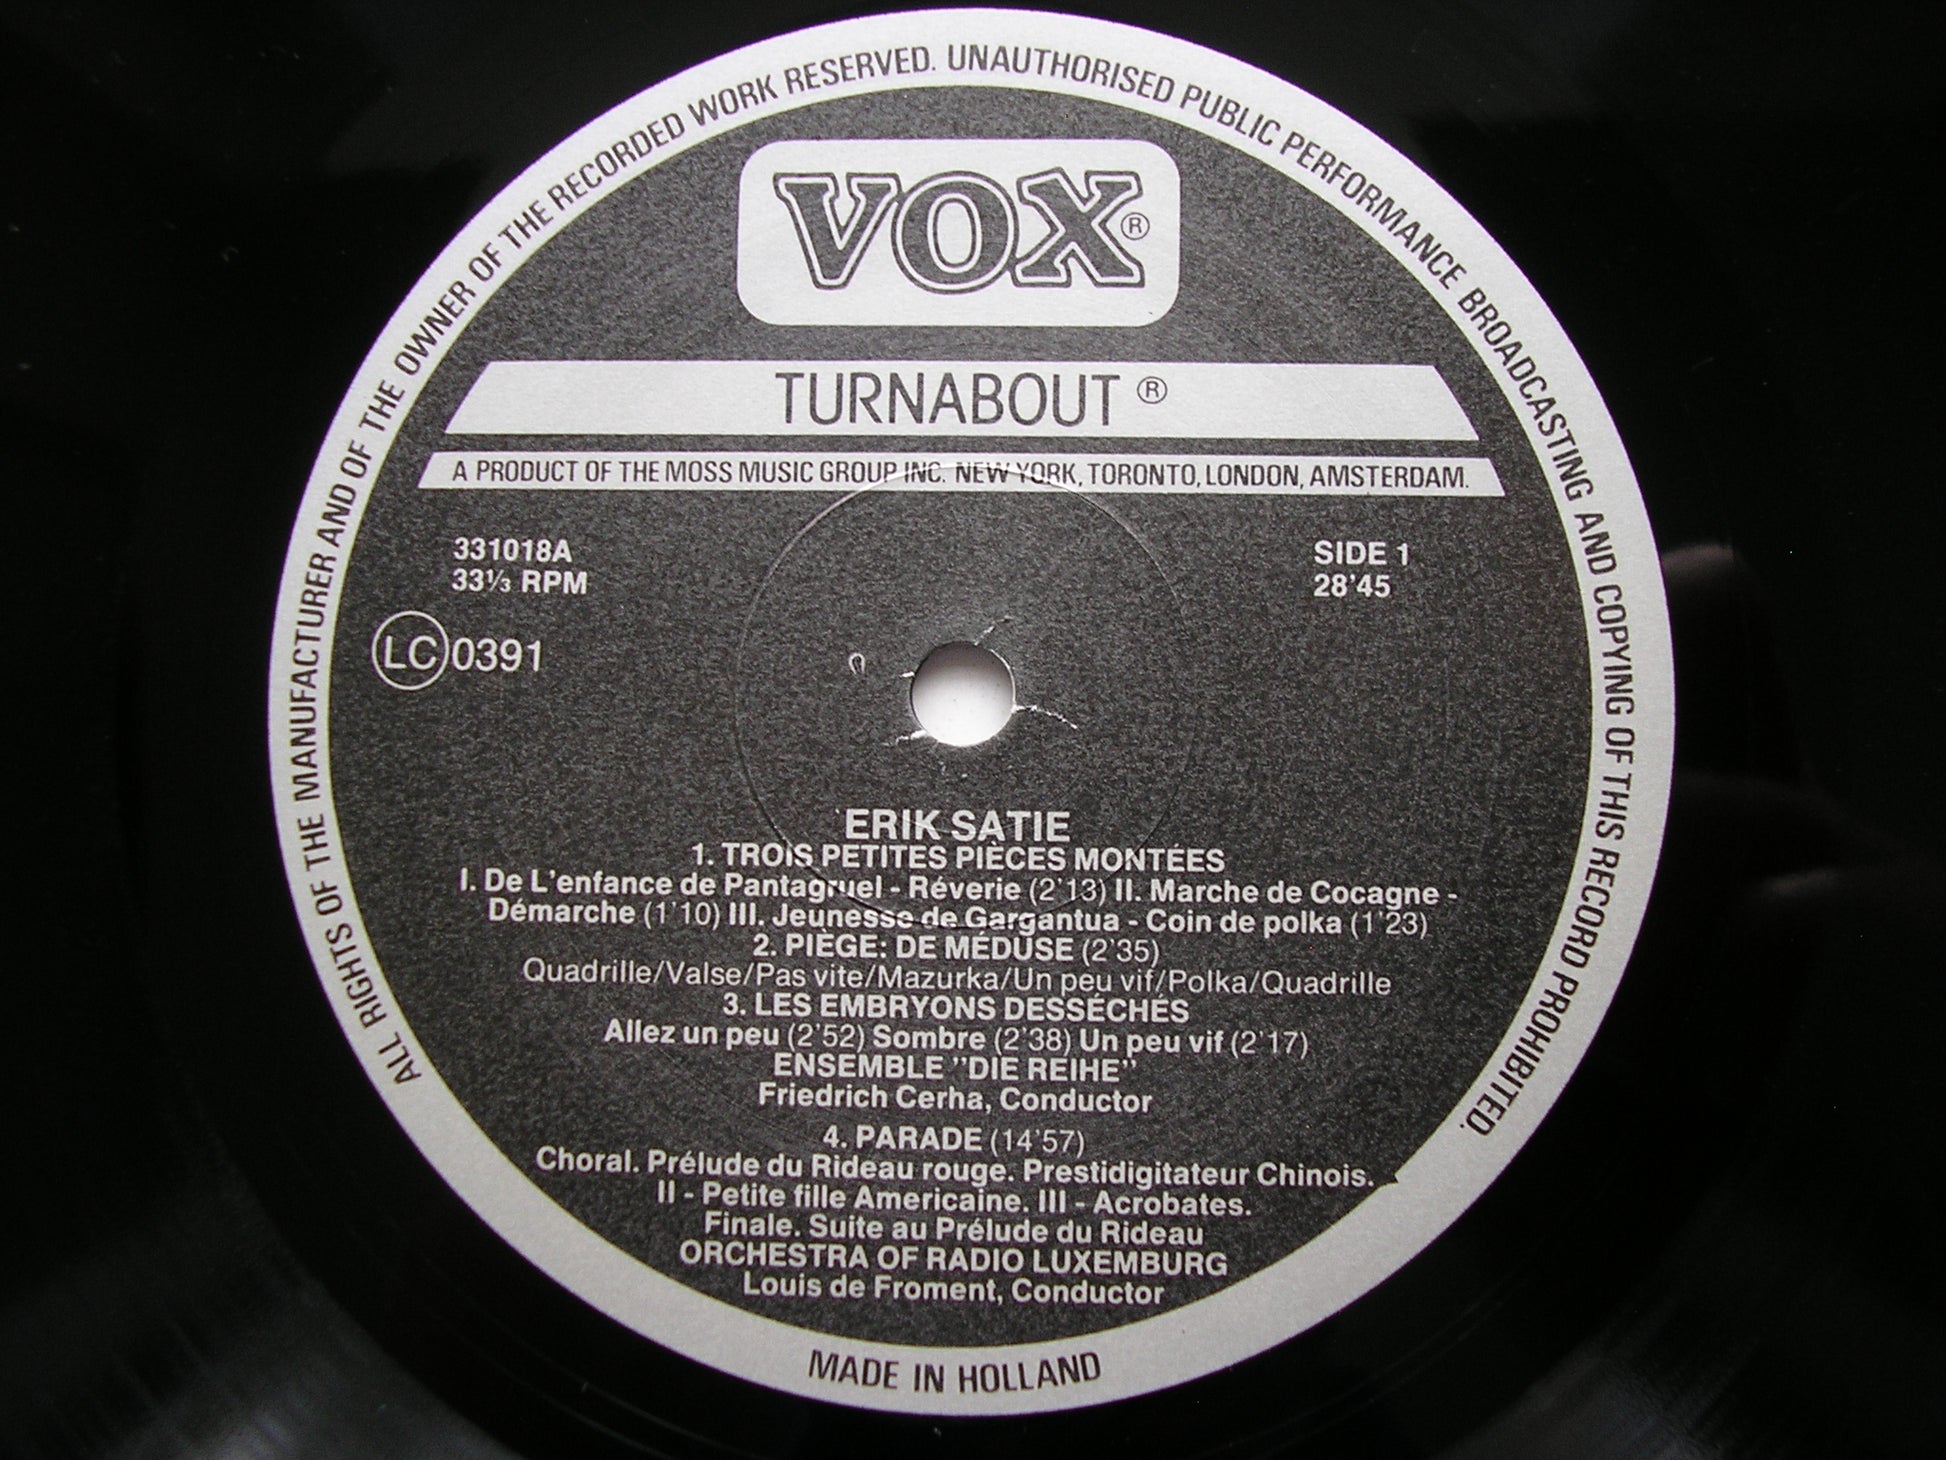 ALL RIGHTS OF THE MANUFACTURER AND OF THE OWNER OF THE RECORDED WORK RESERVED. UNAUTHORISED PUBLIC PERFORMANCE BROADCASTING AND COPYING OF THIS RECORD PROHIBITED.
VOX®
TURNABOUT ®
A PRODUCT OF THE MOSS MUSIC GROUP INC. NEW YORK, TORONTO, LONDON, AMSTERDAM.
331018A
33⅓ RPM
SIDE 1
28'45
LC 0391
ERIK SATIE
1. TROIS PETITES PIÈCES MONTÉES
I. De L'enfance de Pantagruel - Réverie (2'13) II. Marche de Cocagne -
Démarche (1'10) III. Jeunesse de Gargantua - Coin de polka (1'23)
2. PIÈGE: DE MÉDUSE (2'35)
Quadrille/Valse/Pas vite/Mazurka/Un peu vif/Polka/Quadrille
3. LES EMBRYONS DESSÉCHÉS
Allez un peu (2'52) Sombre (2'38) Un peu vif (2'17)
ENSEMBLE "DIE REIHE"
Friedrich Cerha, Conductor
4. PARADE (14'57)
Choral. Prélude du Rideau rouge. Prestidigitateur Chinois.
II - Petite fille Americaine. III - Acrobates.
Finale. Suite au Prélude du Rideau
ORCHESTRA OF RADIO LUXEMBURG
Louis de Froment, Conductor
MADE IN HOLLAND